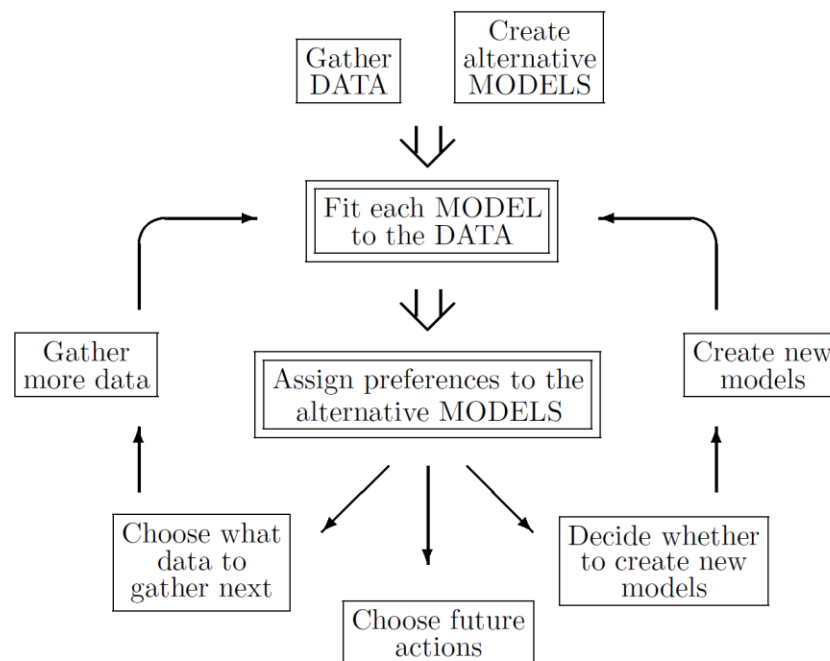 Gather
DATA
Create
alternative
MODELS
Fit each MODEL
to the DATA
Gather
more data
Create new
models
Assign preferences to the
alternative MODELS
Choose what
data to
gather next
Decide whether
to create new
models
Choose future
actions